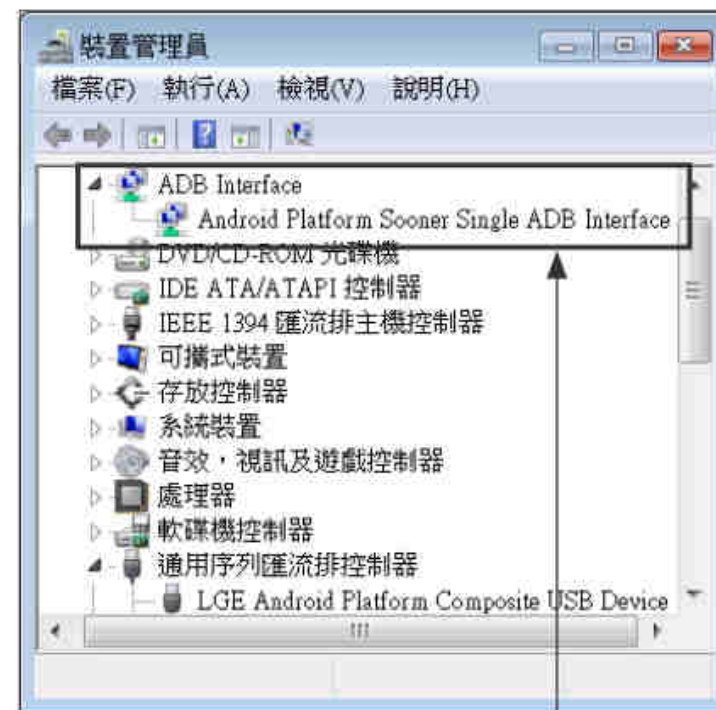 裝置管理員
檔案(F) 執行(A) 檢視(V) 說明(H)
ADB Interface
Android Platform Sooner Single ADB Interface
DVD/CD-ROM 光碟機
IDE ATA/ATAPI 控制器
IEEE 1394 匯流排主機控制器
可攜式裝置
存放控制器
系統裝置
音效，視訊及遊戲控制器
處理器
軟碟機控制器
通用序列匯流排控制器
LGE Android Platform Composite USB Device